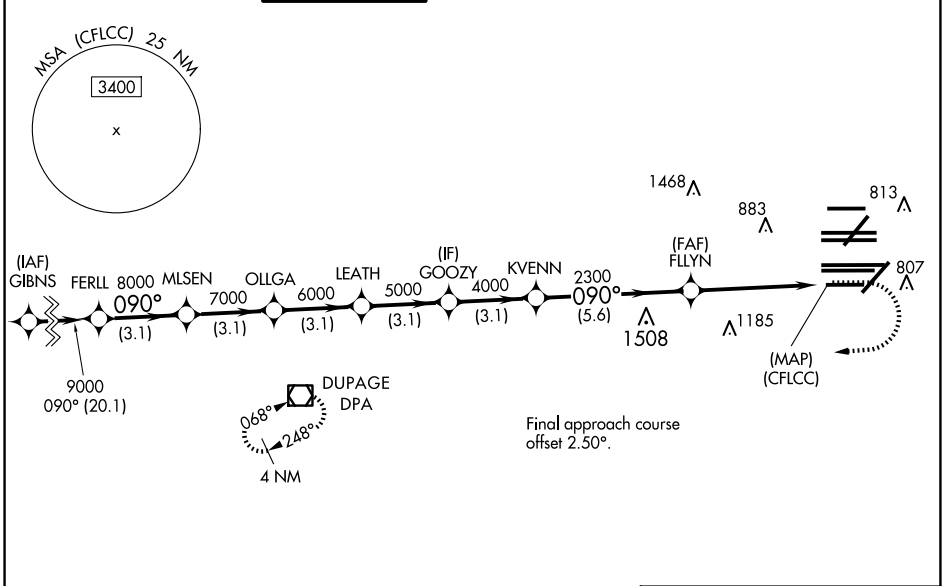 MSA (CFLCC) 25 NM
3400
x
1468
813
883
(IAF)
GIBNS
FERLL
8000
090°
(3.1)
MLSEN
7000
(3.1)
OLLGA
6000
(3.1)
LEATH
5000
(3.1)
(IF)
GOOZY
4000
(3.1)
KVENN
2300
090°
(5.6)
(FAF)
FLLYN
807
1508
1185
(MAP)
(CFLCC)
9000
090° (20.1)
DUPAGE
DPA
068°
248°
4 NM
Final approach course
offset 2.50°.